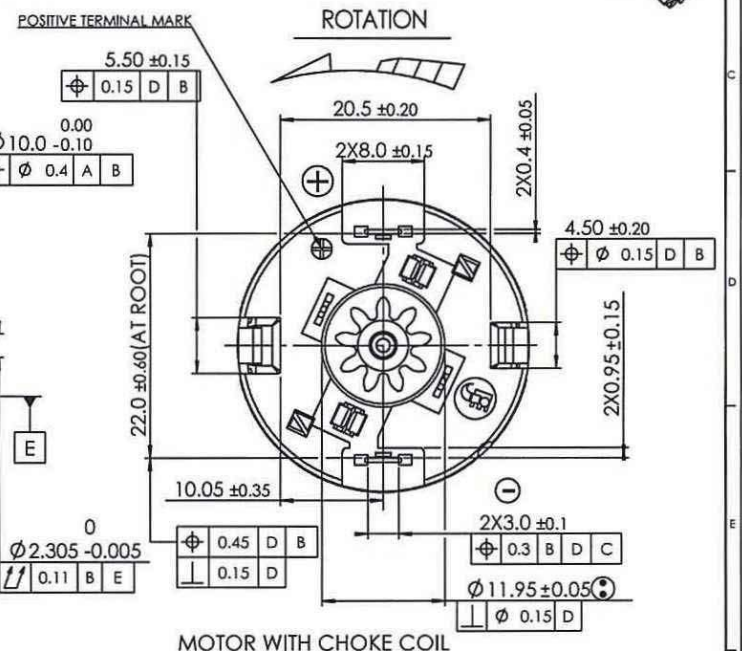 POSITIVE TERMINAL MARK
ROTATION
C
5.50 ±0.15
⌖ 0.15 D B
20.5 ±0.20
2X0.4 ±0.05
0.00
10.0 -0.10
Ø 0.4 A B
2X8.0 ±0.15
+
4.50 ±0.20
⌖ Ø 0.15 D B
D
22.0 ±0.60(AT ROOT)
2X0.95±0.15
E
10.05 ±0.35
−
E
0
Ø2.305 -0.005
0.11 B E
⌖ 0.45 D B
⊥ 0.15 D
2X3.0 ±0.1
⌖ 0.3 B D C
Ø11.95±0.05
⊥ Ø 0.15 D
MOTOR WITH CHOKE COIL